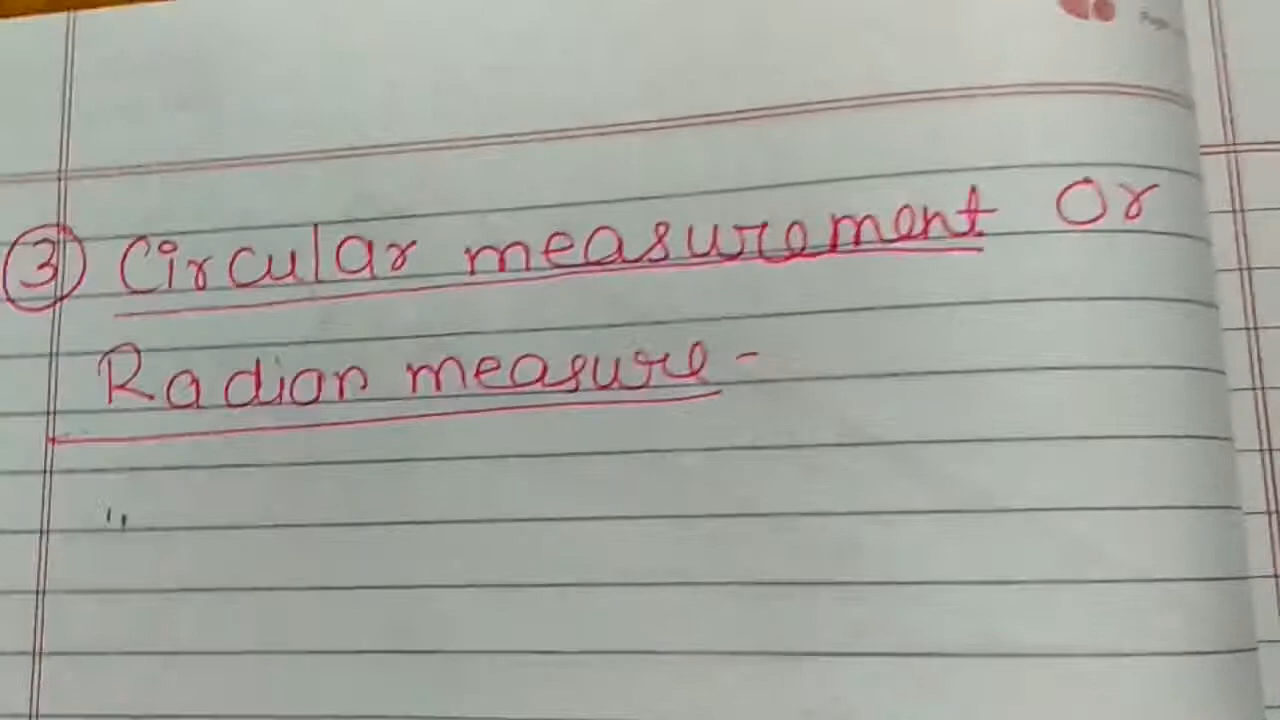 ③ Circular measurement Or
Radian measure -
"